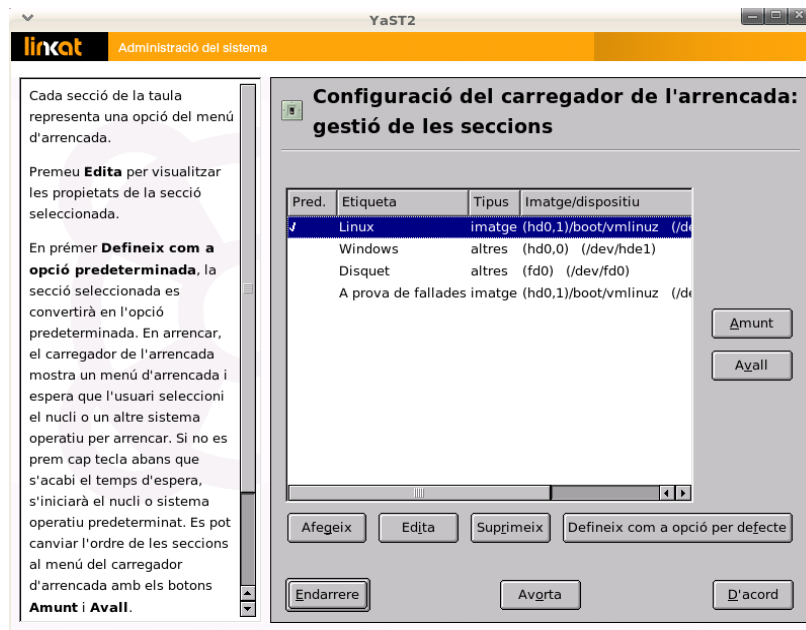 YaST2
linkat
Administració del sistema
Cada secció de la taula
representa una opció del menú
d'arrencada.
Premeu Edita per visualitzar
les propietats de la secció
seleccionada.
En prémer Defineix com a
opció predeterminada, la
secció seleccionada es
convertirà en l'opció
predeterminada. En arrencar,
el carregador de l'arrencada
mostra un menú d'arrencada i
espera que l'usuari seleccioni
el nucli o un altre sistema
operatiu per arrencar. Si no es
prem cap tecla abans que
s'acabi el temps d'espera,
s'iniciarà el nucli o sistema
operatiu predeterminat. Es pot
canviar l'ordre de les seccions
al menú del carregador
d'arrencada amb els botons
Amunt i Avall.
Configuració del carregador de l'arrencada:
gestió de les seccions
Pred. Etiqueta Tipus Imatge/dispositiu
Linux imatge (hd0,1)/boot/vmlinuz (/de
Windows altres (hd0,0) (/dev/hde1)
Disquet altres (fd0) (/dev/fd0)
A prova de fallades imatge (hd0,1)/boot/vmlinuz (/de
Amunt
Avall
Afegeix Edita Suprimeix Defineix com a opció per defecte
Endarrere Avorta D'acord